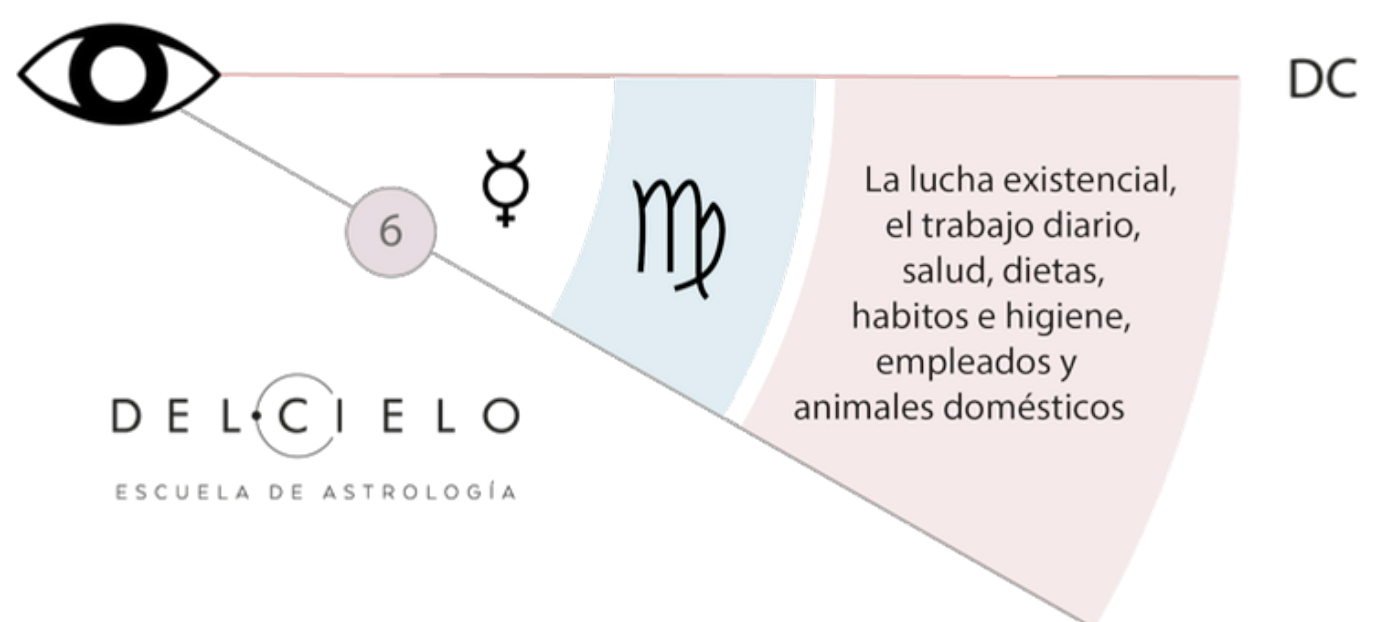 DC
La lucha existencial,
el trabajo diario,
salud, dietas,
habitos e higiene,
empleados y
animales domésticos
6
DEL·CIELO
ESCUELA DE ASTROLOGÍA